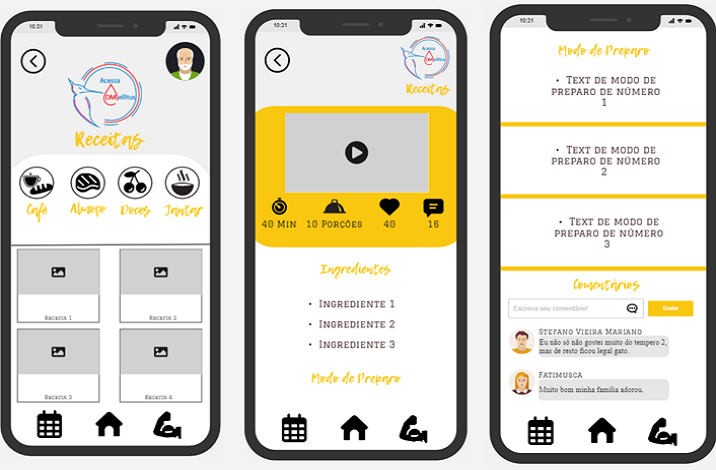 10:31
Acessa
DMellitus
Receitas
Café
Almoço
Doces
Jantar
Receita 1
Receita 2
Receita 3
Receita 4
10:31
Receitas
40 Min
10 Porções
40
16
Ingredientes
• Ingrediente 1
• Ingrediente 2
• Ingrediente 3
Modo de Preparo
10:31
Modo de Preparo
• Text de modo de
preparo de número
1
• Text de modo de
preparo de número
2
• Text de modo de
preparo de número
3
Comentários
Escreva seu comentário!
Enviar
Stefano Vieira Mariano
Eu não só não gostei muito do tempero 2,
mas de resto ficou legal gato.
Fatimusca
Muito bom minha familia adorou.